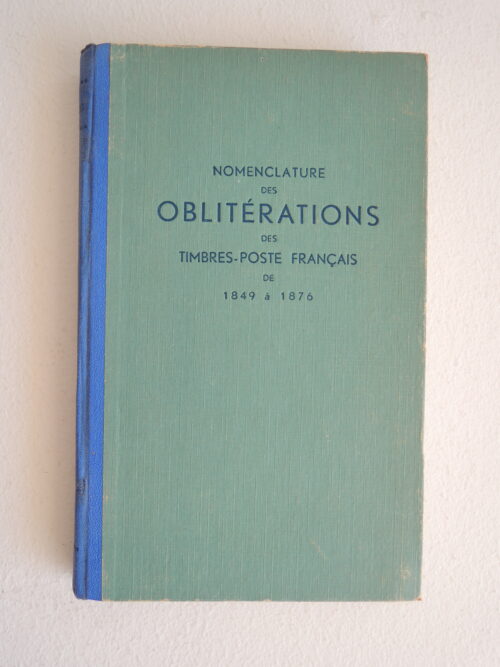 NOMENCLATURE
DES
OBLITÉRATIONS
DES
TIMBRES-POSTE FRANÇAIS
DE
1849 à 1876